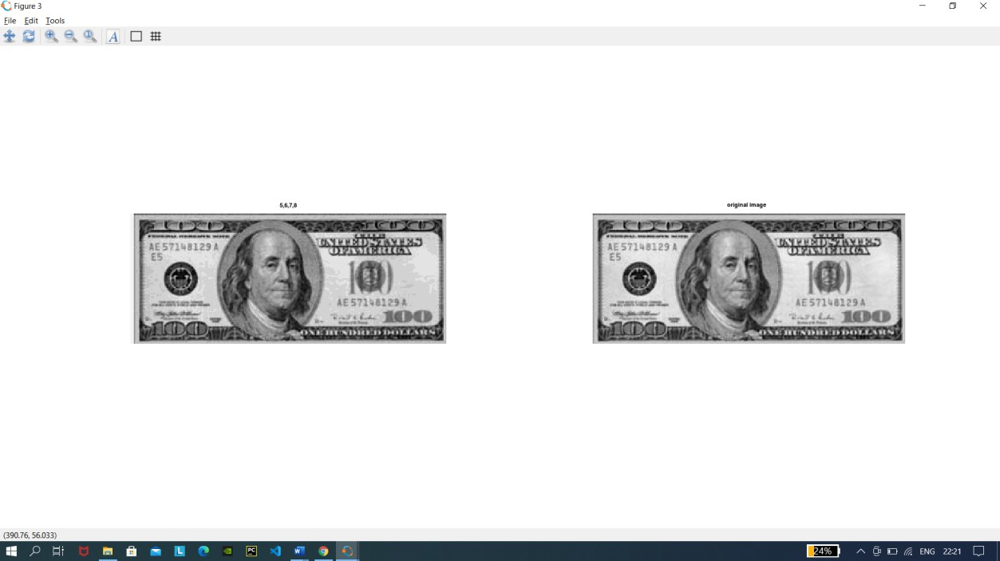 Figure 3
File Edit Tools
A
5,6,7,8
100 100
FEDERAL RESERVE NOTE
UNITED STATES
OF AMERICA
AE57148129A
E5
100
AE57148129A
100
100
ONE HUNDRED DOLLARS
original image
100 100
FEDERAL RESERVE NOTE
UNITED STATES
OF AMERICA
AE57148129A
E5
100
AE57148129A
100
100
ONE HUNDRED DOLLARS
(390.76, 56.033)
L PC W 24% ENG 22:21